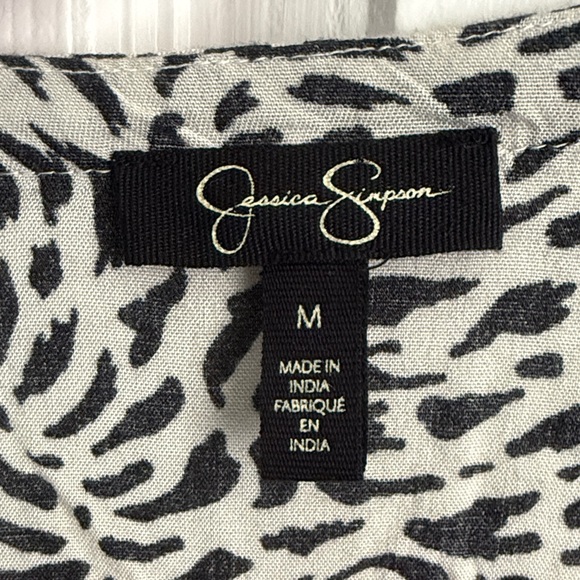 Jessica Simpson
M
MADE IN
INDIA
FABRIQUÉ
EN
INDIA